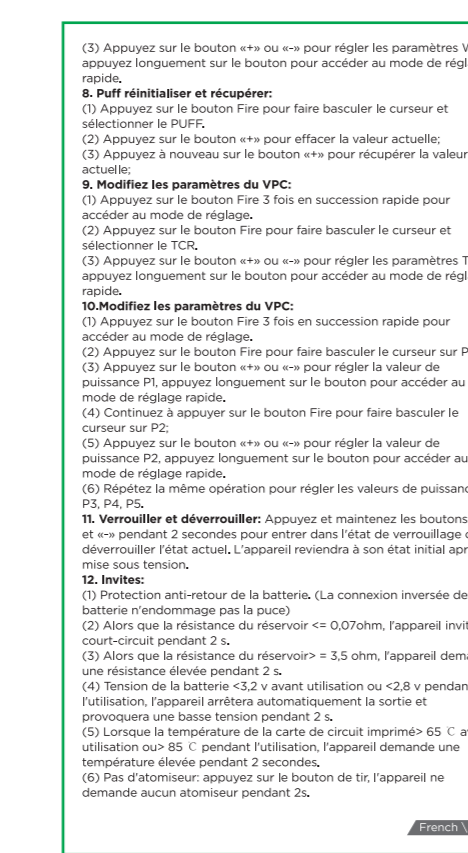 (3) Appuyez sur le bouton «+» ou «-» pour régler les paramètres
appuyez longuement sur le bouton pour accéder au mode de
rapide.
8. Puff réinitialiser et récupérer:
(1) Appuyez sur le bouton Fire pour faire basculer le curseur et
sélectionner le PUFF.
(2) Appuyez sur le bouton «+» pour effacer la valeur actuelle;
(3) Appuyez à nouveau sur le bouton «+» pour récupérer la valeur
actuelle;
9. Modifiez les paramètres du VPC:
(1) Appuyez sur le bouton Fire 3 fois en succession rapide pour
accéder au mode de réglage.
(2) Appuyez sur le bouton Fire pour faire basculer le curseur et
sélectionner le TCR.
(3) Appuyez sur le bouton «+» ou «-» pour régler les paramètres
appuyez longuement sur le bouton pour accéder au mode de
rapide.
10.Modifiez les paramètres du VPC:
(1) Appuyez sur le bouton Fire 3 fois en succession rapide pour
accéder au mode de réglage.
(2) Appuyez sur le bouton Fire pour faire basculer le curseur sur
(3) Appuyez sur le bouton «+» ou «-» pour régler la valeur de
puissance P1, appuyez longuement sur le bouton pour accéder au
mode de réglage rapide.
(4) Continuez à appuyer sur le bouton Fire pour faire basculer le
curseur sur P2;
(5) Appuyez sur le bouton «+» ou «-» pour régler la valeur de
puissance P2, appuyez longuement sur le bouton pour accéder au
mode de réglage rapide.
(6) Répétez la même opération pour régler les valeurs de
P3, P4, P5.
11. Verrouiller et déverrouiller: Appuyez et maintenez les boutons
et «-» pendant 2 secondes pour entrer dans l'état de verrouillage
déverrouiller l'état actuel. L'appareil reviendra à son état initial
mise sous tension.
12. Invites:
(1) Protection anti-retour de la batterie. (La connexion inversée de
batterie n'endommage pas la puce)
(2) Alors que la résistance du réservoir <= 0,07ohm, l'appareil
court-circuit pendant 2 s.
(3) Alors que la résistance du réservoir> = 3,5 ohm, l'appareil
une résistance élevée pendant 2 s.
(4) Tension de la batterie <3,2 v avant utilisation ou <2,8 v
l'utilisation, l'appareil arrêtera automatiquement la sortie et
provoquera une basse tension pendant 2 s.
(5) Lorsque la température de la carte de circuit imprimé> 65 ℃
utilisation ou> 85 ℃ pendant l'utilisation, l'appareil demande une
température élevée pendant 2 secondes.
(6) Pas d'atomiseur: appuyez sur le bouton de tir, l'appareil ne
demande aucun atomiseur pendant 2s.
French \